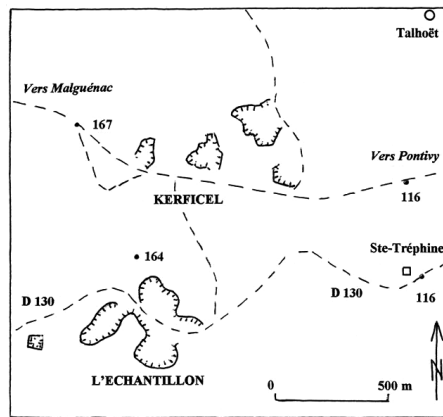 Talhoët
Vers Malguénac
167
Vers Pontivy
116
KERFICEL
Ste-Tréphine
164
116
D 130
D 130
L'ECHANTILLON
0 500 m
N